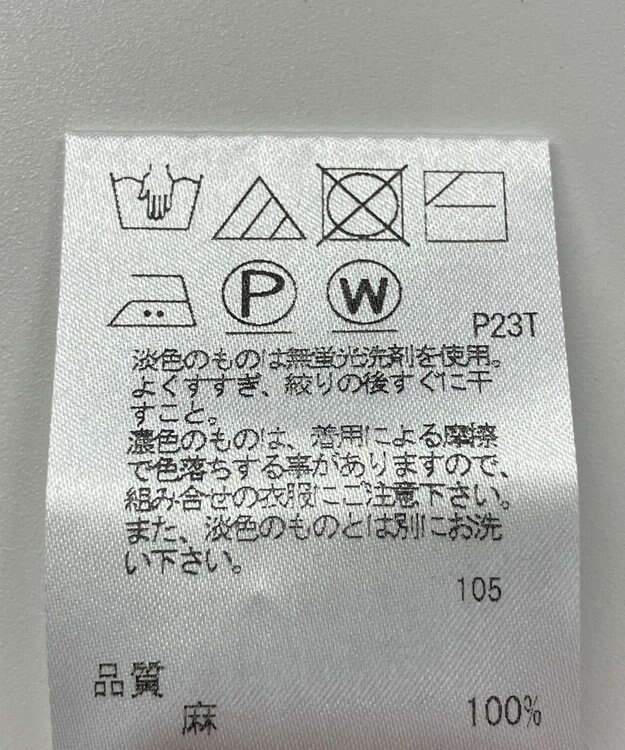 P W
P23T
淡色のものは無蛍光洗剤を使用。
よくすすぎ、絞りの後すぐに干
すこと。
濃色のものは、着用による摩擦
で色落ちする事がありますので、
組み合せの衣服にご注意下さい。
また、淡色のものとは別にお洗
い下さい。
105
品質
麻 100%